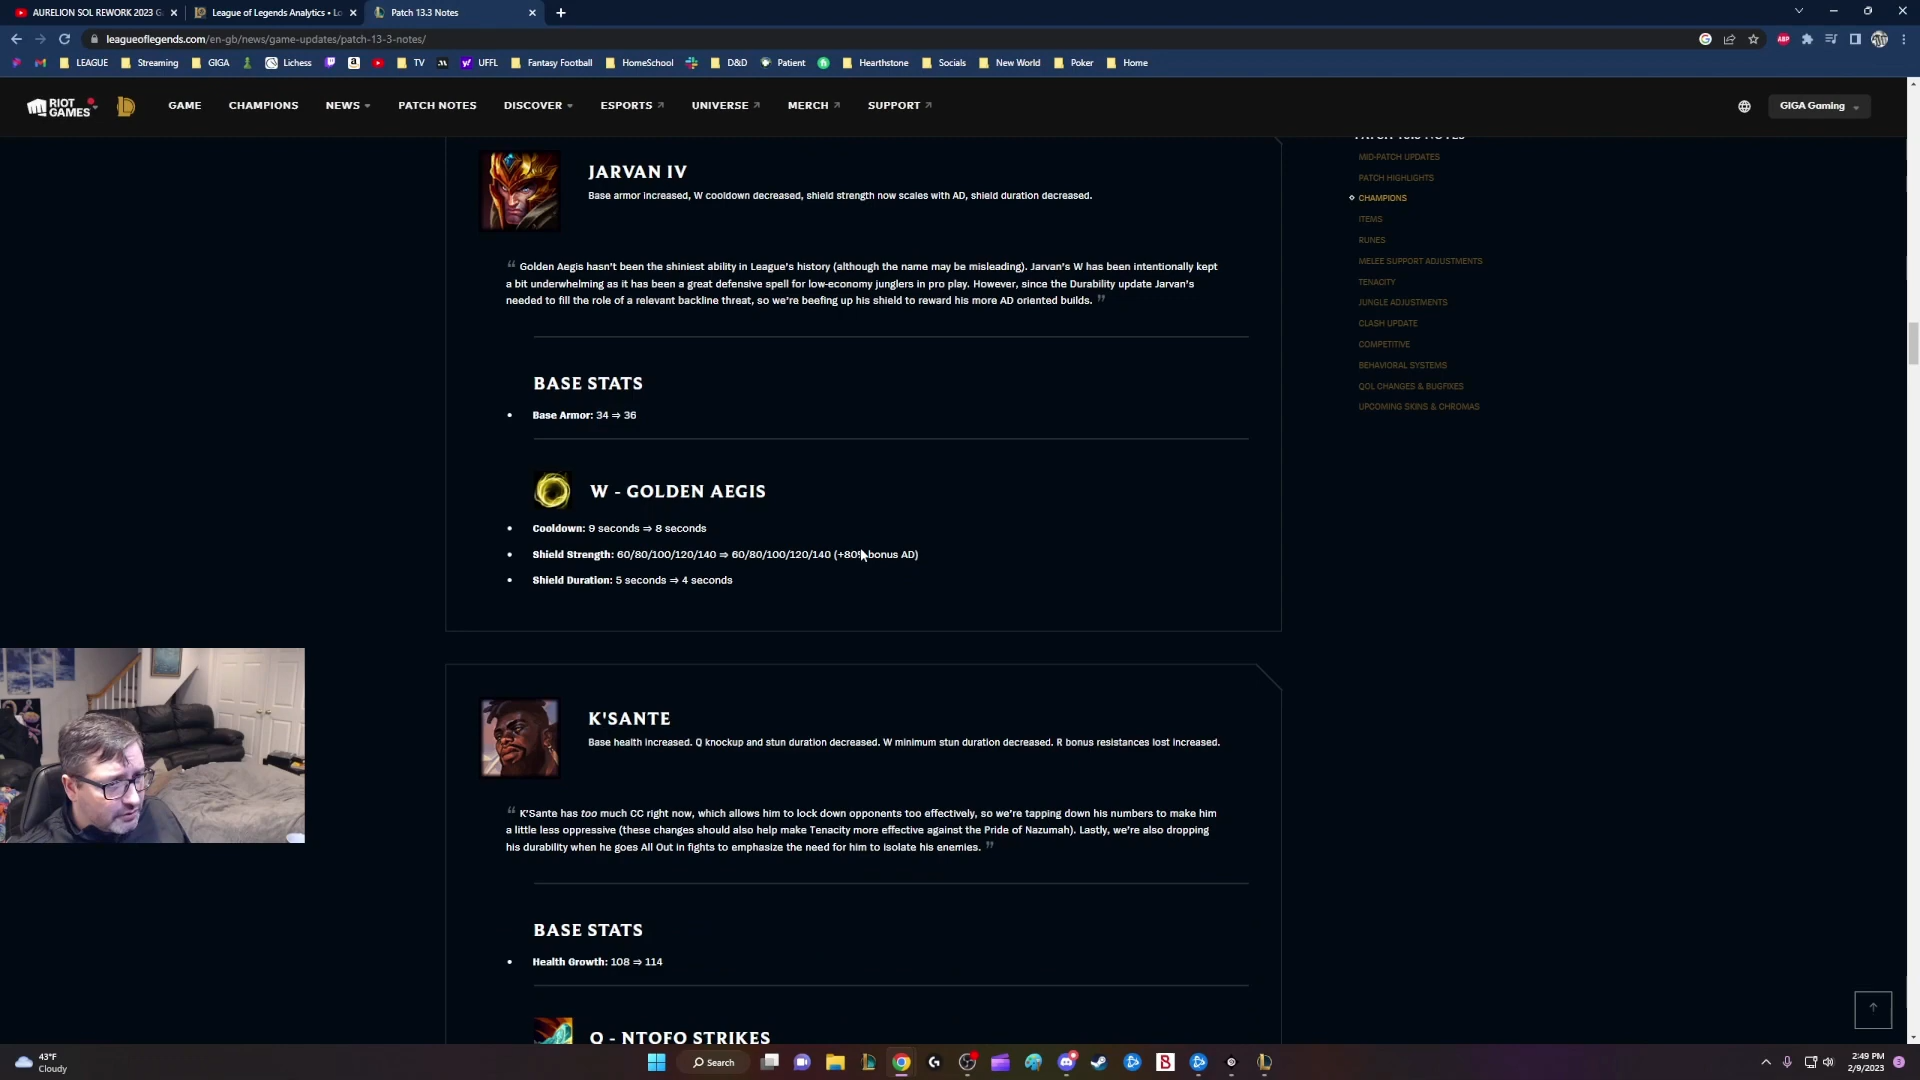 AURELION SOL REWORK 2023 G
League of Legends Analytics • Lo
Patch 13.3 Notes
leagueoflegends.com/en-gb/news/game-updates/patch-13-3-notes/
LEAGUE
Streaming
GIGA
Lichess
TV
UFFL
Fantasy Football
HomeSchool
D&D
Patient
Hearthstone
Socials
New World
Poker
Home
RIOT GAMES
GAME
CHAMPIONS
NEWS
PATCH NOTES
DISCOVER
ESPORTS
UNIVERSE
MERCH
SUPPORT
GIGA Gaming
PATCH 13.3 NOTES
MID-PATCH UPDATES
PATCH HIGHLIGHTS
CHAMPIONS
ITEMS
RUNES
MELEE SUPPORT ADJUSTMENTS
TENACITY
JUNGLE ADJUSTMENTS
CLASH UPDATE
COMPETITIVE
BEHAVIORAL SYSTEMS
QOL CHANGES & BUGFIXES
UPCOMING SKINS & CHROMAS
JARVAN IV
Base armor increased, W cooldown decreased, shield strength now scales with AD, shield duration decreased.
“ Golden Aegis hasn't been the shiniest ability in League's history (although the name may be misleading). Jarvan's W has been intentionally kept
a bit underwhelming as it has been a great defensive spell for low-economy junglers in pro play. However, since the Durability update Jarvan's
needed to fill the role of a relevant backline threat, so we're beefing up his shield to reward his more AD oriented builds. ”
BASE STATS
• Base Armor: 34 ⇒ 36
W - GOLDEN AEGIS
• Cooldown: 9 seconds ⇒ 8 seconds
• Shield Strength: 60/80/100/120/140 ⇒ 60/80/100/120/140 (+80% bonus AD)
• Shield Duration: 5 seconds ⇒ 4 seconds
K'SANTE
Base health increased. Q knockup and stun duration decreased. W minimum stun duration decreased. R bonus resistances lost increased.
“ K'Sante has too much CC right now, which allows him to lock down opponents too effectively, so we're tapping down his numbers to make him
a little less oppressive (these changes should also help make Tenacity more effective against the Pride of Nazumah). Lastly, we're also dropping
his durability when he goes All Out in fights to emphasize the need for him to isolate his enemies. ”
BASE STATS
• Health Growth: 108 ⇒ 114
Q - NTOFO STRIKES
43°F
Cloudy
Search
2:49 PM
2/9/2023